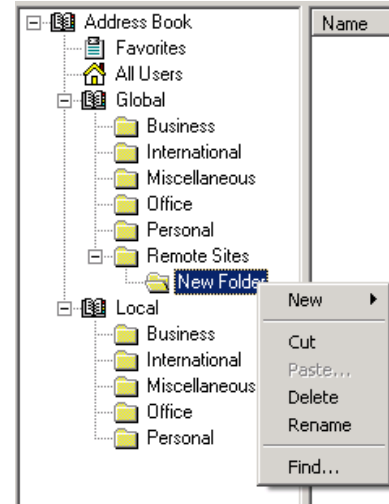 Address Book
Name
Favorites
All Users
Global
Business
International
Miscellaneous
Office
Personal
Remote Sites
New Folder
Local
Business
International
Miscellaneous
Office
Personal
New
Cut
Paste...
Delete
Rename
Find...